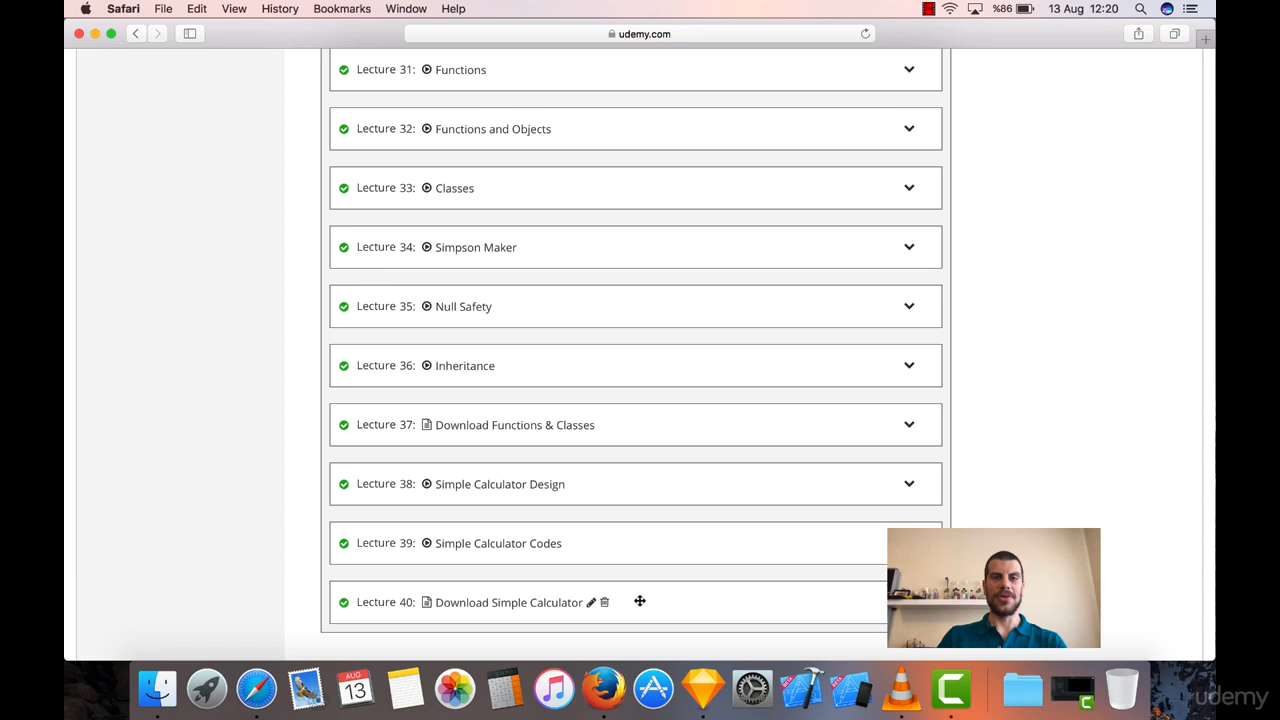 Safari File Edit View History Bookmarks Window Help %86 13 Aug 12:20
udemy.com
Lecture 31: Functions
Lecture 32: Functions and Objects
Lecture 33: Classes
Lecture 34: Simpson Maker
Lecture 35: Null Safety
Lecture 36: Inheritance
Lecture 37: Download Functions & Classes
Lecture 38: Simple Calculator Design
Lecture 39: Simple Calculator Codes
Lecture 40: Download Simple Calculator
AUG
13
udemy